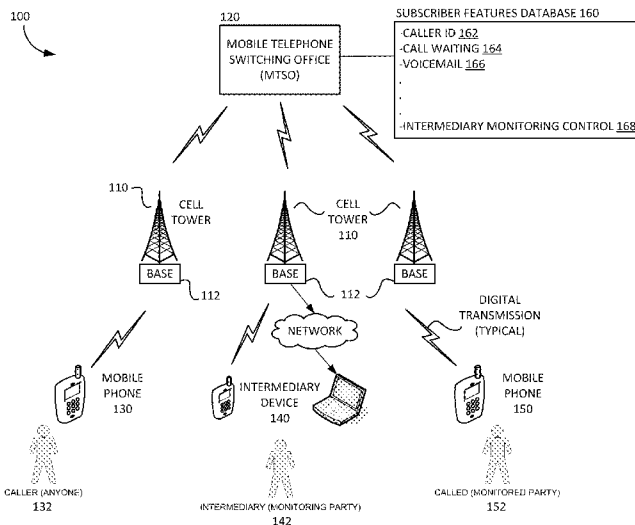 100
120
MOBILE TELEPHONE
SWITCHING OFFICE
(MTSO)
SUBSCRIBER FEATURES DATABASE 160
-CALLER ID 162
-CALL WAITING 164
-VOICEMAIL 166
.
.
.
-INTERMEDIARY MONITORING CONTROL 168
110
CELL
TOWER
CELL
TOWER
110
BASE
BASE
BASE
112
112
NETWORK
DIGITAL
TRANSMISSION
(TYPICAL)
MOBILE
PHONE
130
INTERMEDIARY
DEVICE
140
MOBILE
PHONE
150
CALLER (ANYONE)
132
INTERMEDIARY (MONITORING PARTY)
142
CALLED (MONITORED PARTY)
152